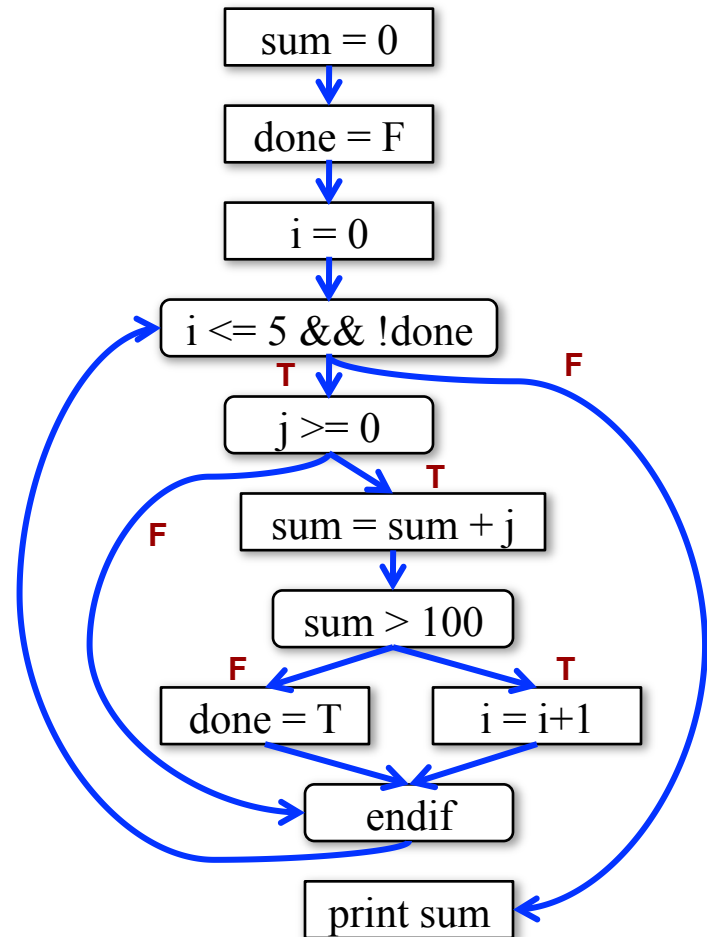 sum = 0
done = F
i = 0
i <= 5 && !done
T
F
j >= 0
T
F
sum = sum + j
sum > 100
F
T
done = T
i = i+1
endif
print sum